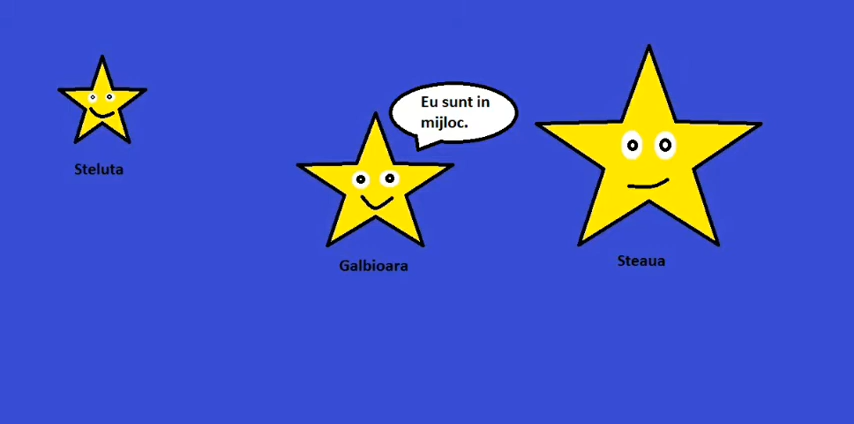 Eu sunt in
mijloc.
Steluta
Galbioara
Steaua